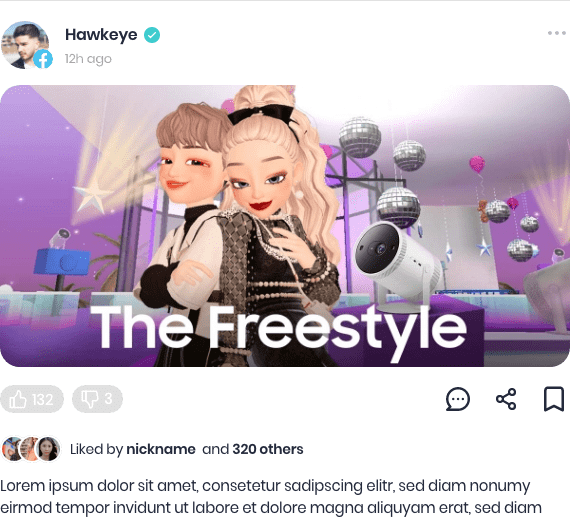 Hawkeye
12h ago
The Freestyle
132
3
Liked by nickname and 320 others
Lorem ipsum dolor sit amet, consetetur sadipscing elitr, sed diam nonumy
eirmod tempor invidunt ut labore et dolore magna aliquyam erat, sed diam